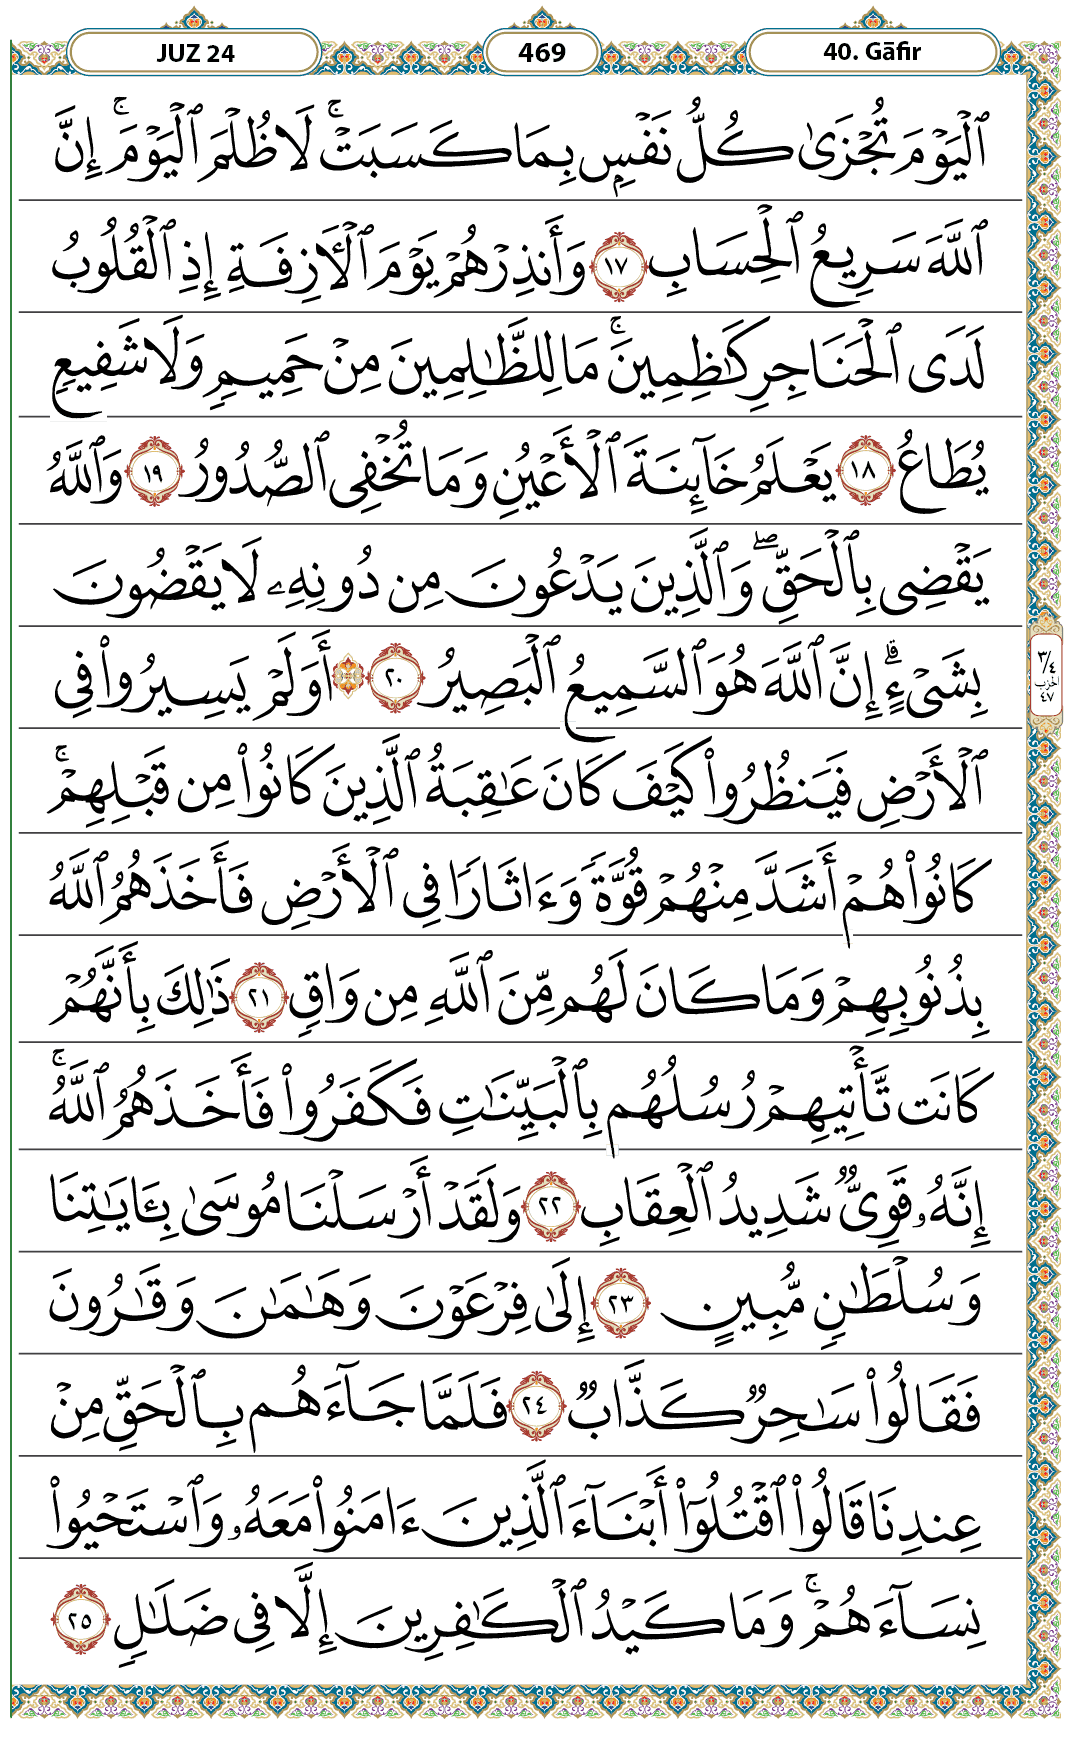 JUZ 24
469
40. Gāfir
ٱلْيَوْمَ تُجْزَىٰ كُلُّ نَفْسٍۭ بِمَا كَسَبَتْۚ لَا ظُلْمَ ٱلْيَوْمَۚ إِنَّ
ٱللَّهَ سَرِيعُ ٱلْحِسَابِ ١٧ وَأَنذِرْهُمْ يَوْمَ ٱلْأَزِفَةِ إِذِ ٱلْقُلُوبُ
لَدَى ٱلْحَنَاجِرِ كَٰظِمِينَۚ مَا لِلظَّٰلِمِينَ مِنْ حَمِيمٍ وَلَا شَفِيعٍ
يُطَاعُ ١٨ يَعْلَمُ خَآئِنَةَ ٱلْأَعْيُنِ وَمَا تُخْفِى ٱلصُّدُورُ ١٩ وَٱللَّهُ
يَقْضِى بِٱلْحَقِّۖ وَٱلَّذِينَ يَدْعُونَ مِن دُونِهِۦ لَا يَقْضُونَ
بِشَىْءٍۗ إِنَّ ٱللَّهَ هُوَ ٱلسَّمِيعُ ٱلْبَصِيرُ ٢٠ أَوَلَمْ يَسِيرُوا۟ فِى
٣/٤ الحزب ٤٧
ٱلْأَرْضِ فَيَنظُرُوا۟ كَيْفَ كَانَ عَٰقِبَةُ ٱلَّذِينَ كَانُوا۟ مِن قَبْلِهِمْۚ
كَانُوا۟ هُمْ أَشَدَّ مِنْهُمْ قُوَّةً وَءَاثَارًا فِى ٱلْأَرْضِ فَأَخَذَهُمُ ٱللَّهُ
بِذُنُوبِهِمْ وَمَا كَانَ لَهُم مِّنَ ٱللَّهِ مِن وَاقٍ ٢١ ذَٰلِكَ بِأَنَّهُمْ
كَانَت تَّأْتِيهِمْ رُسُلُهُم بِٱلْبَيِّنَٰتِ فَكَفَرُوا۟ فَأَخَذَهُمُ ٱللَّهُۚ
إِنَّهُۥ قَوِىٌّ شَدِيدُ ٱلْعِقَابِ ٢٢ وَلَقَدْ أَرْسَلْنَا مُوسَىٰ بِـَٔايَٰتِنَا
وَسُلْطَٰنٍ مُّبِينٍ ٢٣ إِلَىٰ فِرْعَوْنَ وَهَٰمَٰنَ وَقَٰرُونَ
فَقَالُوا۟ سَٰحِرٌ كَذَّابٌ ٢٤ فَلَمَّا جَآءَهُم بِٱلْحَقِّ مِنْ
عِندِنَا قَالُوا۟ ٱقْتُلُوٓا۟ أَبْنَآءَ ٱلَّذِينَ ءَامَنُوا۟ مَعَهُۥ وَٱسْتَحْيُوا۟
نِسَآءَهُمْۚ وَمَا كَيْدُ ٱلْكَٰفِرِينَ إِلَّا فِى ضَلَٰلٍ ٢٥